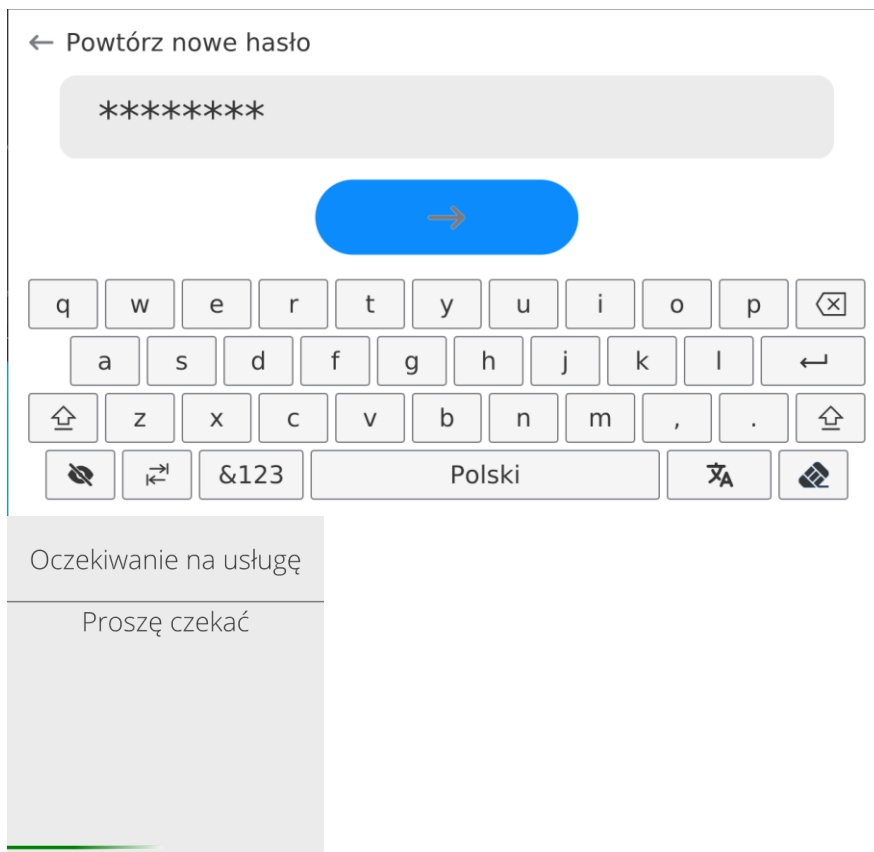 ← Powtórz nowe hasło
********
→
q w e r t y u i o p
a s d f g h j k l
z x c v b n m , .
&123 Polski
Oczekiwanie na usługę
Proszę czekać